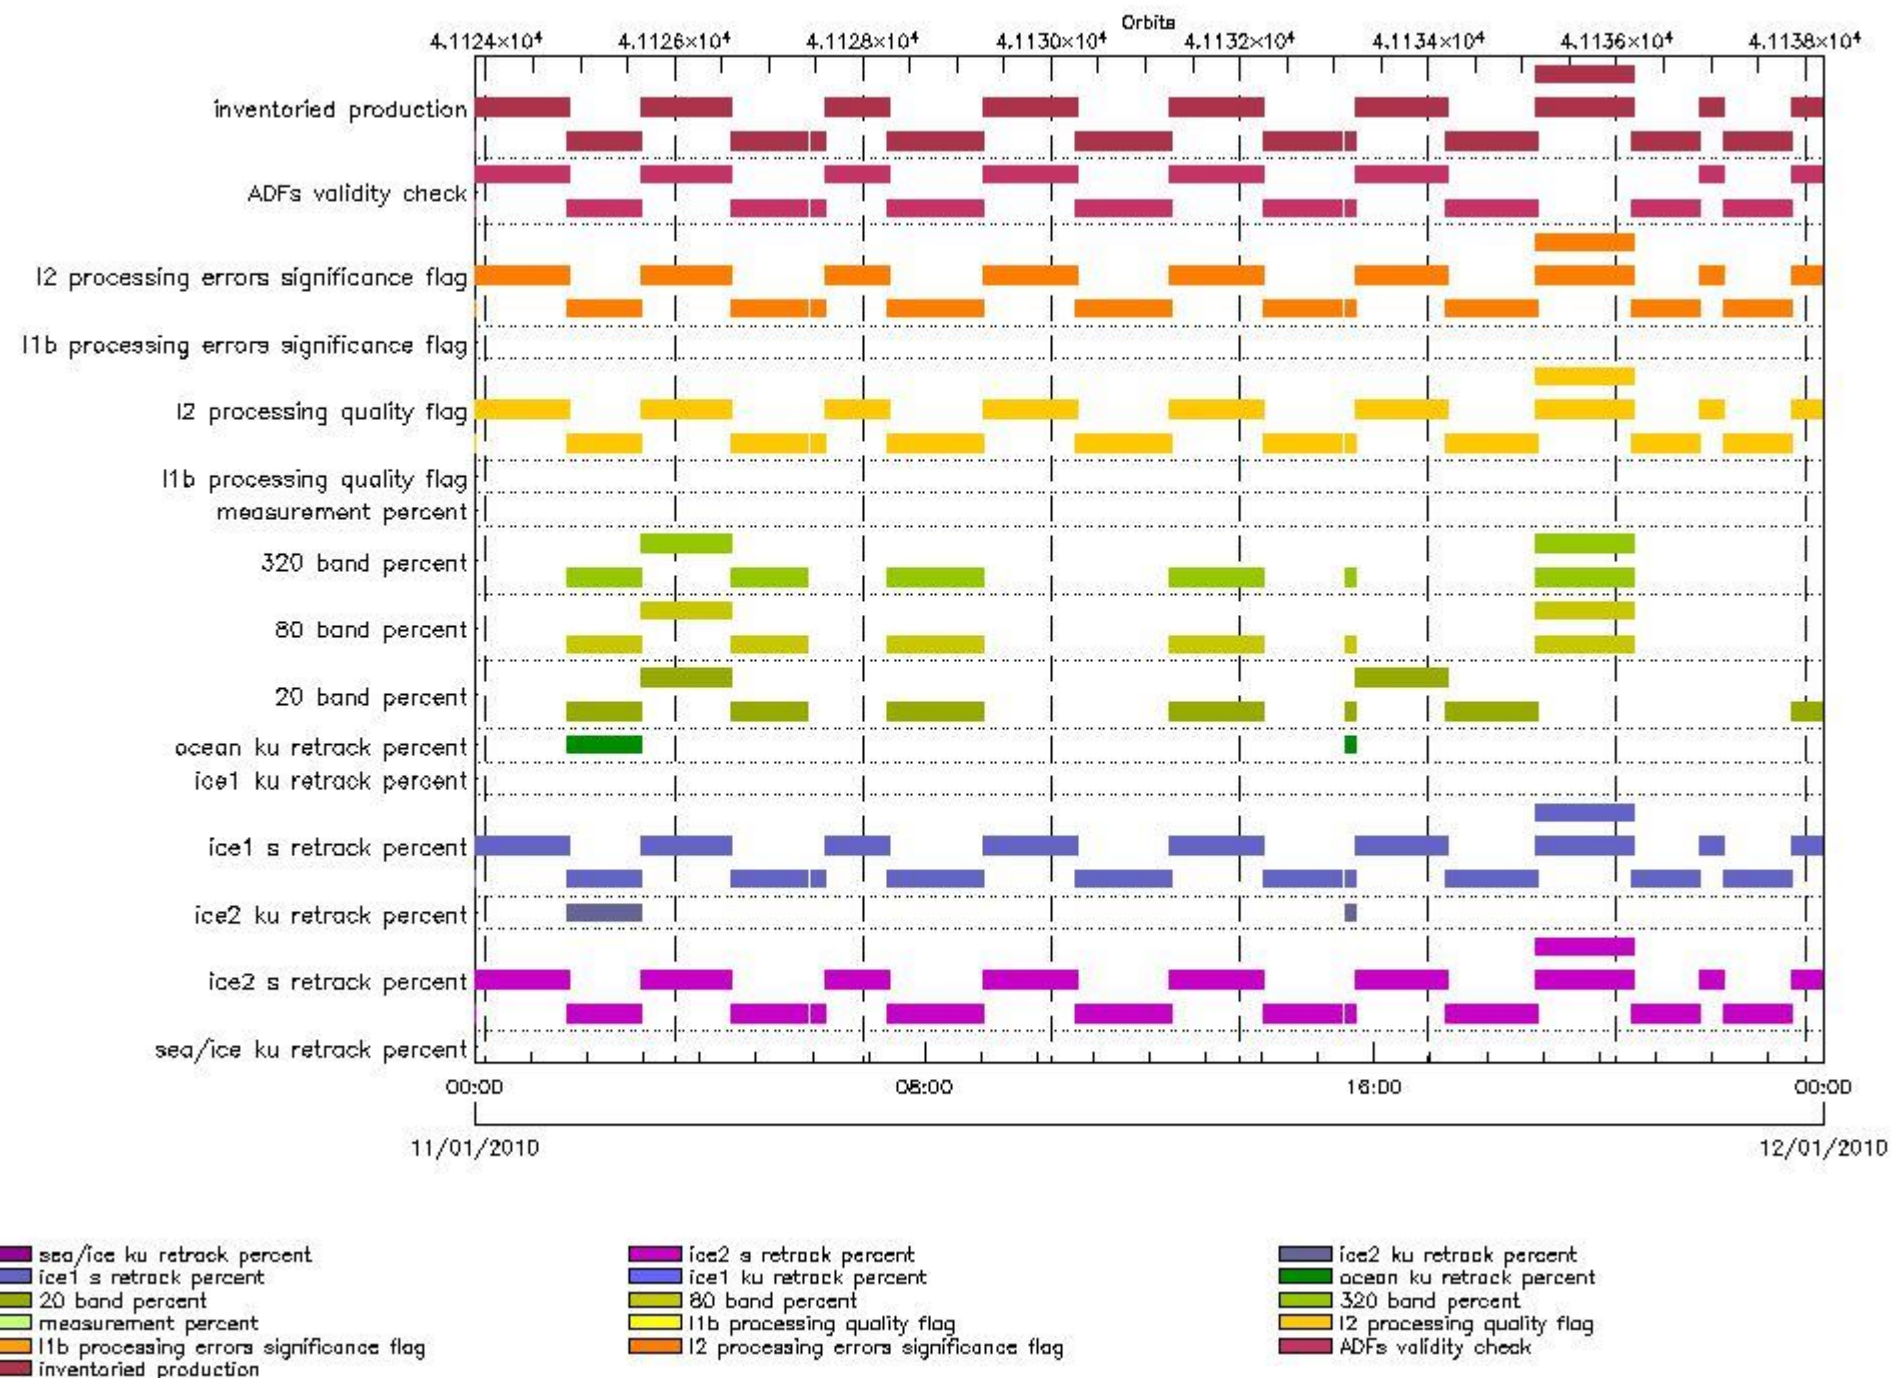 Orbits
4.1124×10⁴ 4.1126×10⁴ 4.1128×10⁴ 4.1130×10⁴ 4.1132×10⁴ 4.1134×10⁴ 4.1136×10⁴ 4.1138×10⁴
inventoried production
ADFs validity check
l2 processing errors significance flag
l1b processing errors significance flag
l2 processing quality flag
l1b processing quality flag
measurement percent
320 band percent
80 band percent
20 band percent
ocean ku retrack percent
ice1 ku retrack percent
ice1 s retrack percent
ice2 ku retrack percent
ice2 s retrack percent
sea/ice ku retrack percent
00:00 08:00 16:00 00:00
11/01/2010 12/01/2010
sea/ice ku retrack percent ice2 s retrack percent ice2 ku retrack percent
ice1 s retrack percent ice1 ku retrack percent ocean ku retrack percent
20 band percent 80 band percent 320 band percent
measurement percent l1b processing quality flag l2 processing quality flag
l1b processing errors significance flag l2 processing errors significance flag ADFs validity check
inventoried production